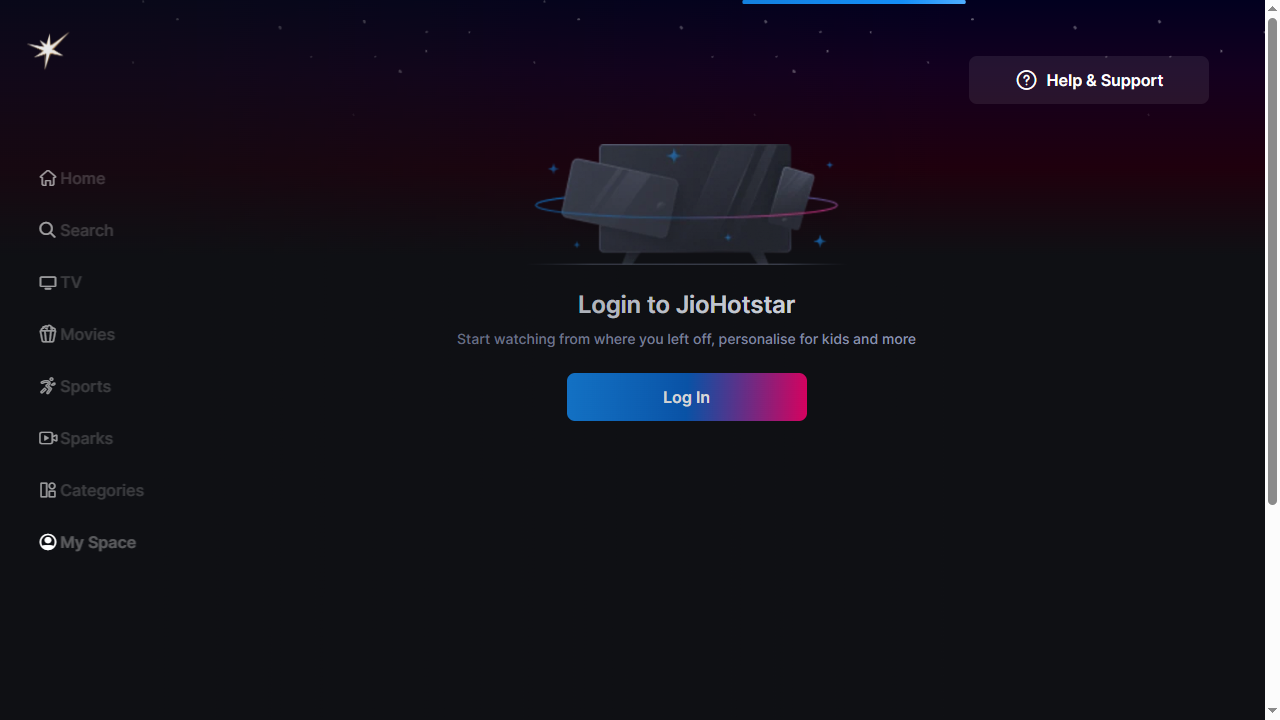 Help & Support
Home
Search
TV
Movies
Sports
Sparks
Categories
My Space
Login to JioHotstar
Start watching from where you left off, personalise for kids and more
Log In